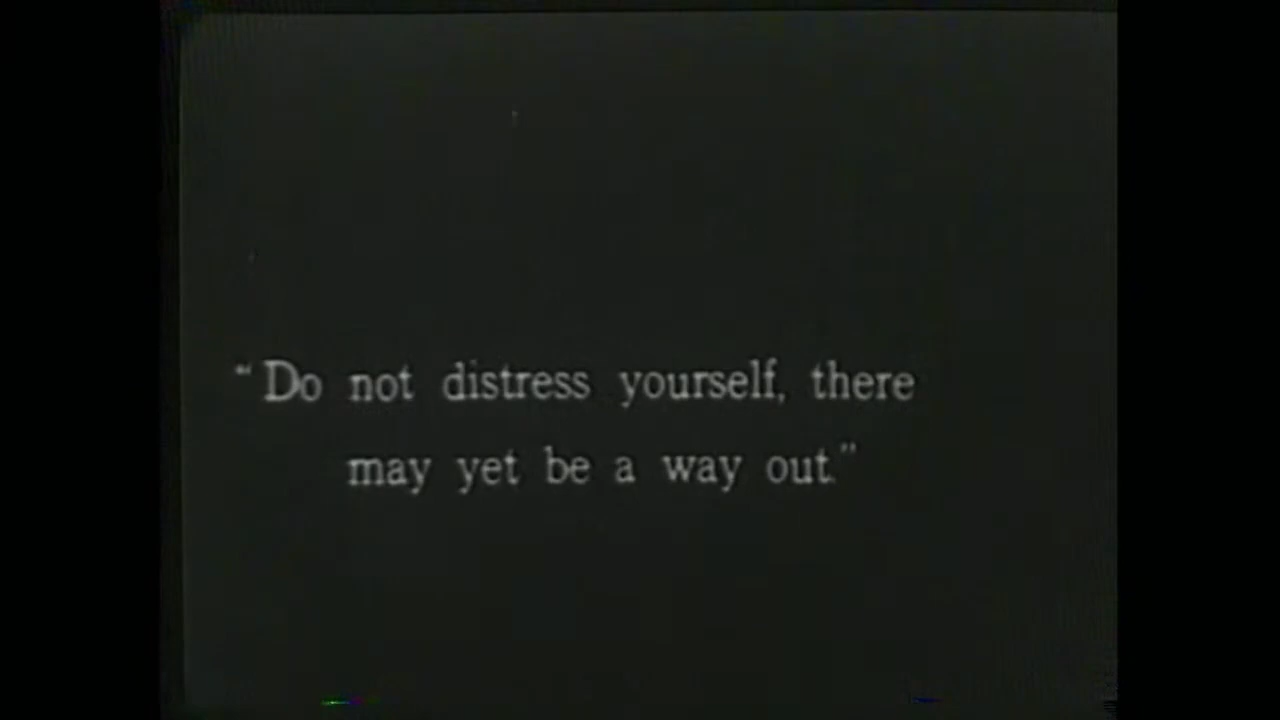 “Do not distress yourself, there
may yet be a way out.”